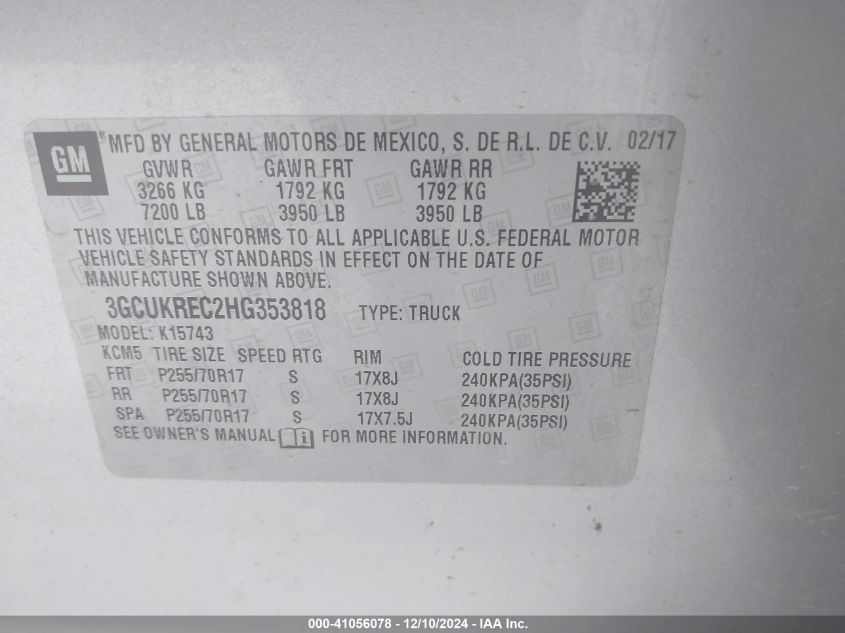 GM ® MFD BY GENERAL MOTORS DE MEXICO, S. DE R.L. DE C.V. 02/17
GVWR GAWR FRT GAWR RR
3266 KG 1792 KG 1792 KG
7200 LB 3950 LB 3950 LB
THIS VEHICLE CONFORMS TO ALL APPLICABLE U.S. FEDERAL MOTOR
VEHICLE SAFETY STANDARDS IN EFFECT ON THE DATE OF
MANUFACTURE SHOWN ABOVE.
3GCUKREC2HG353818 TYPE: TRUCK
MODEL: K15743
KCM5 TIRE SIZE SPEED RTG RIM COLD TIRE PRESSURE
FRT P255/70R17 S 17X8J 240KPA(35PSI)
RR P255/70R17 S 17X8J 240KPA(35PSI)
SPA P255/70R17 S 17X7.5J 240KPA(35PSI)
SEE OWNER'S MANUAL i FOR MORE INFORMATION.
000-41056078 - 12/10/2024 - IAA Inc.